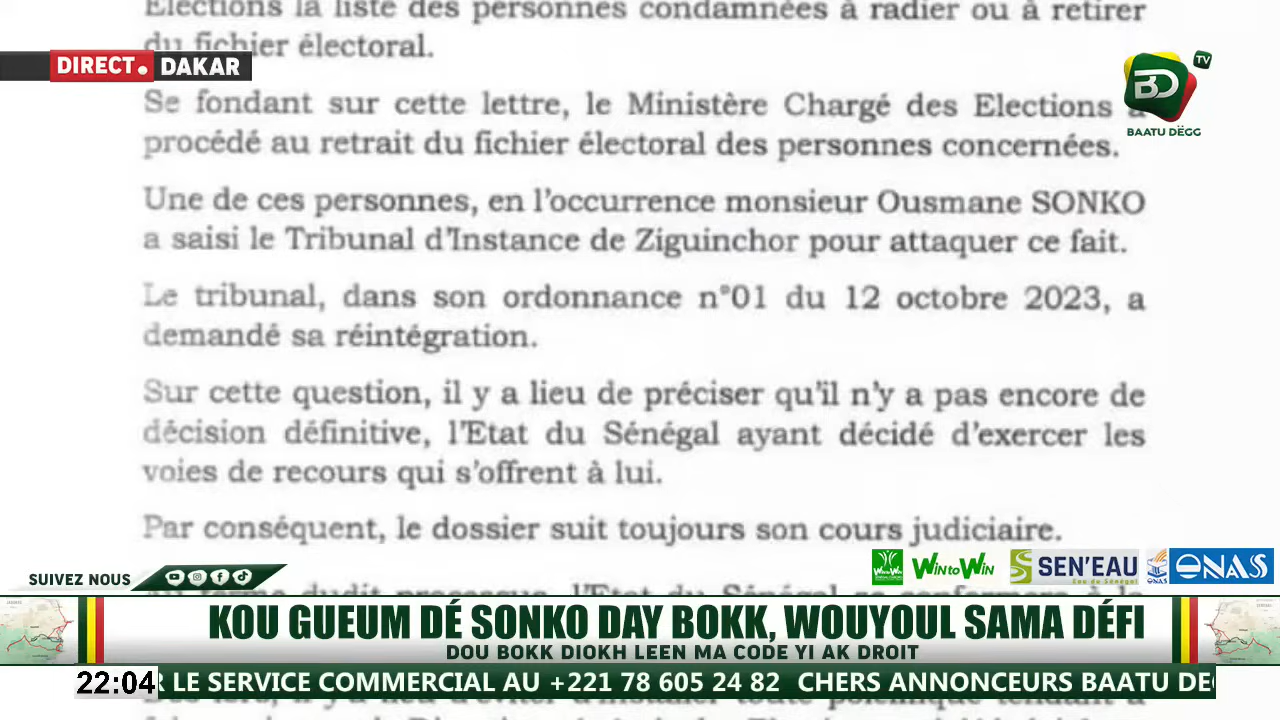 Elections la liste des personnes condamnées à radier ou à retirer
du fichier électoral.
DIRECT. DAKAR
BD TV
BAATU DËGG
Se fondant sur cette lettre, le Ministère Chargé des Elections a
procédé au retrait du fichier électoral des personnes concernées.
Une de ces personnes, en l'occurrence monsieur Ousmane SONKO
a saisi le Tribunal d'Instance de Ziguinchor pour attaquer ce fait.
Le tribunal, dans son ordonnance n°01 du 12 octobre 2023, a
demandé sa réintégration.
Sur cette question, il y a lieu de préciser qu'il n'y a pas encore de
décision définitive, l'Etat du Sénégal ayant décidé d'exercer les
voies de recours qui s'offrent à lui.
Par conséquent, le dossier suit toujours son cours judiciaire.
SUIVEZ NOUS
Win to Win
SEN'EAU
Eau du Sénégal
ONAS
ONAS
KOU GUEUM DÉ SONKO DAY BOKK, WOUYOUL SAMA DÉFI
DOU BOKK DIOKH LEEN MA CODE YI AK DROIT
22:04
R LE SERVICE COMMERCIAL AU +221 78 605 24 82 CHERS ANNONCEURS BAATU DEG